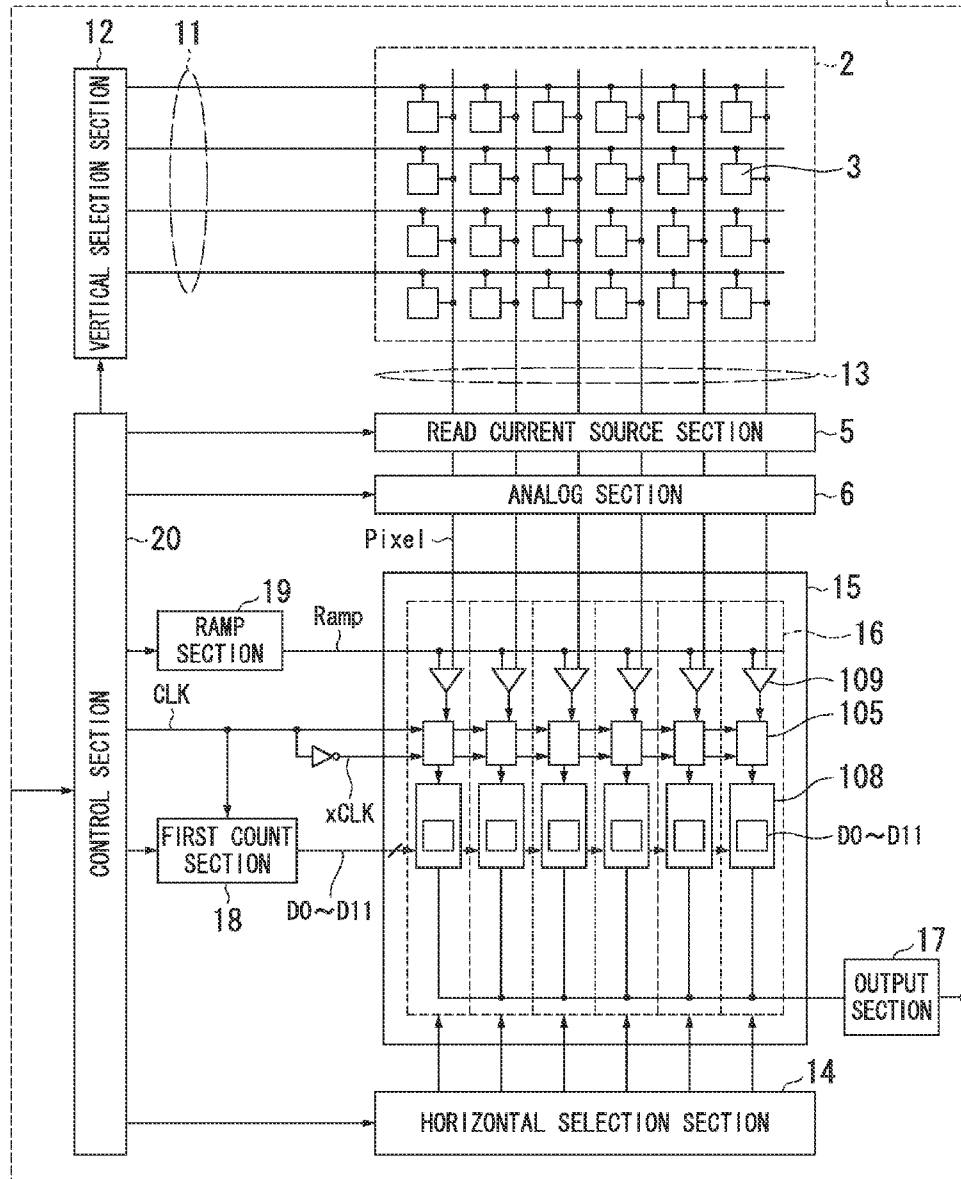 12
11
2
VERTICAL SELECTION SECTION
3
13
READ CURRENT SOURCE SECTION
5
ANALOG SECTION
6
20
Pixel
15
19
RAMP
SECTION
Ramp
16
109
CLK
105
CONTROL SECTION
xCLK
108
FIRST COUNT
SECTION
D0~D11
18
D0~D11
17
OUTPUT
SECTION
14
HORIZONTAL SELECTION SECTION